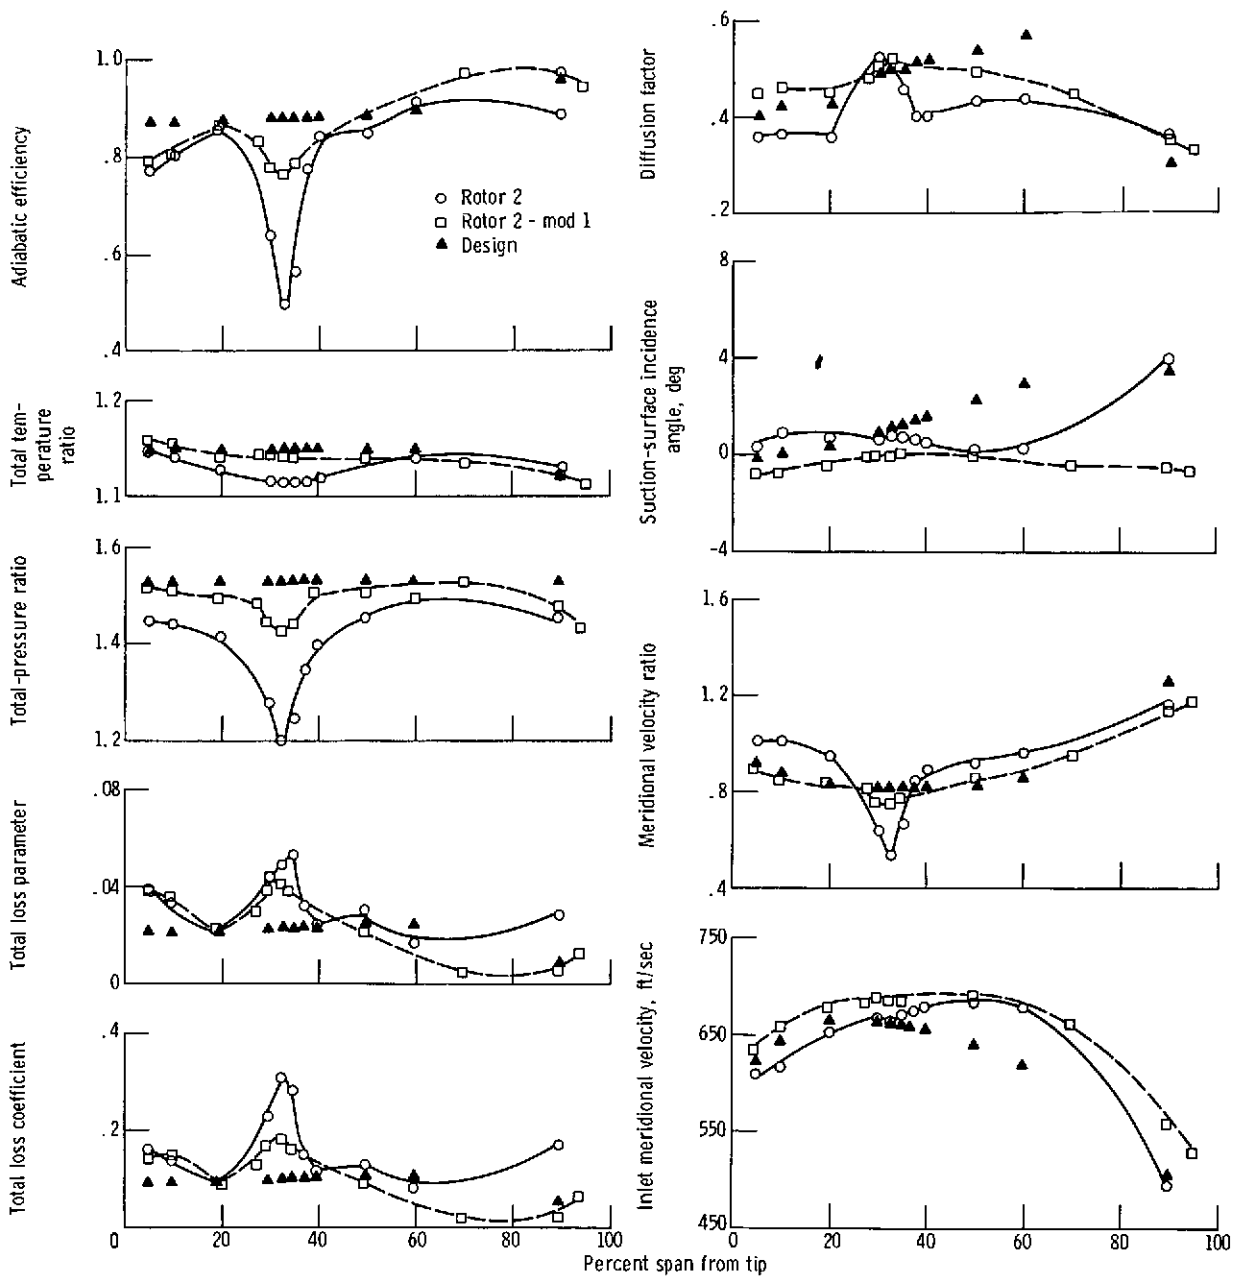 1.0
.8
.6
.4
Adiabatic efficiency
Rotor 2
Rotor 2 - mod 1
Design
1.2
1.1
Total tem-
perature
ratio
1.6
1.4
1.2
Total-pressure ratio
.08
.04
0
Total loss parameter
.4
.2
Total loss coefficient
0
20
40
60
80
100
.6
.4
.2
Diffusion factor
8
4
0
-4
Suction-surface incidence
angle, deg
1.6
1.2
.8
.4
Meridional velocity ratio
750
650
550
450
Inlet meridional velocity, ft/sec
0
20
40
60
80
100
Percent span from tip